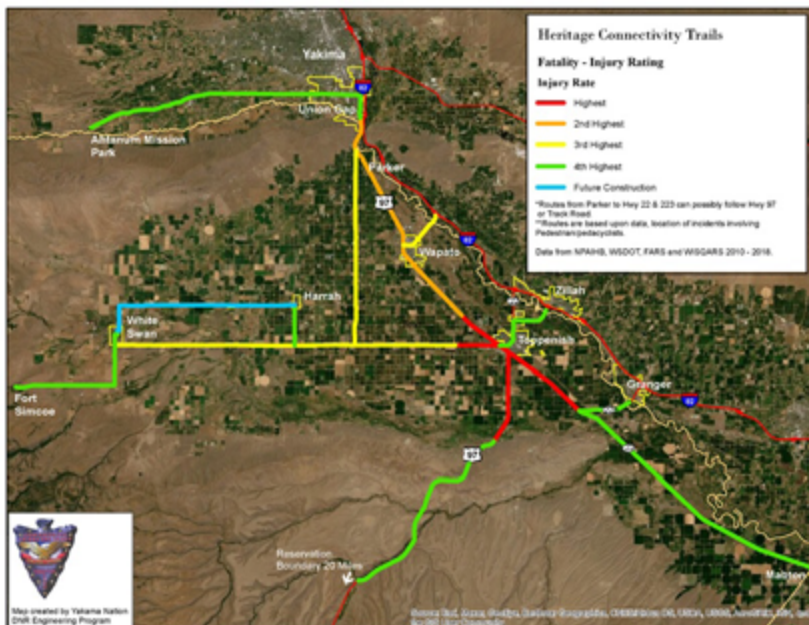 Heritage Connectivity Trails
Fatality - Injury Rating
Injury Rate
Highest
2nd Highest
3rd Highest
4th Highest
Future Construction
*Routes from Parker to Hwy 22 & 223 can possibly follow Hwy 97
or Track Road.
**Routes are based upon data, location of incidents involving
Pedestrian/pedacyclists.
Data from NPAIHB, WSDOT, FARS and WISQARS 2010 - 2018.
Yakima
82
Union Gap
Ahtanum Mission
Park
Parker
97
82
Wapato
Zillah
Harrah
White
Swan
Toppenish
Granger
82
Fort
Simcoe
97
Reservation
Boundary 20 Miles
Mabton
Map created by Yakama Nation
DNR Engineering Program